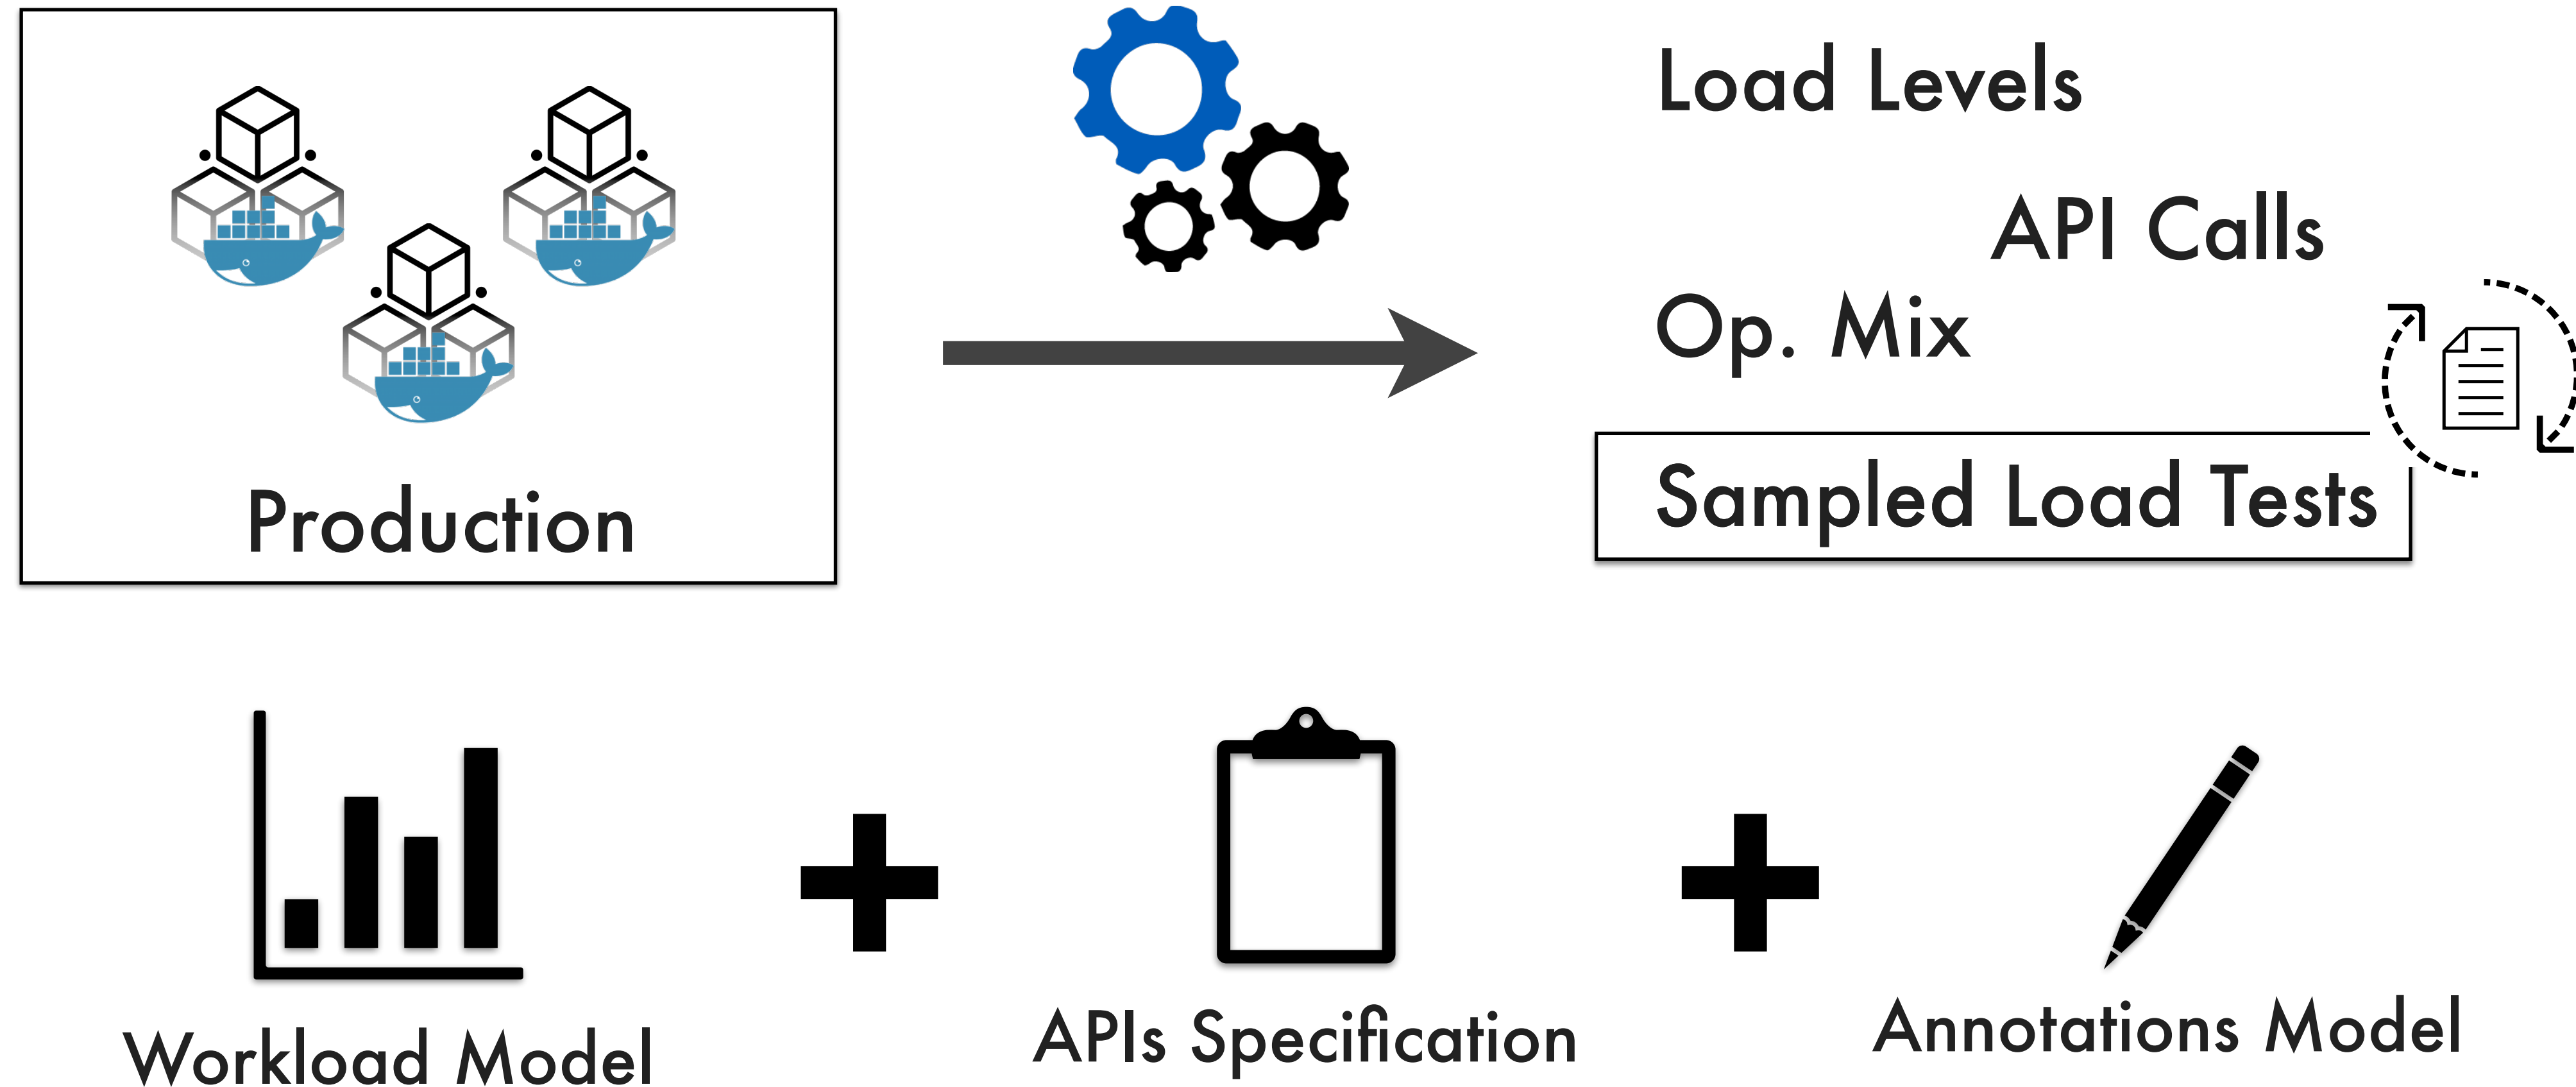 Load Levels
API Calls
Op. Mix
Production
Sampled Load Tests
Workload Model
APIs Specification
Annotations Model